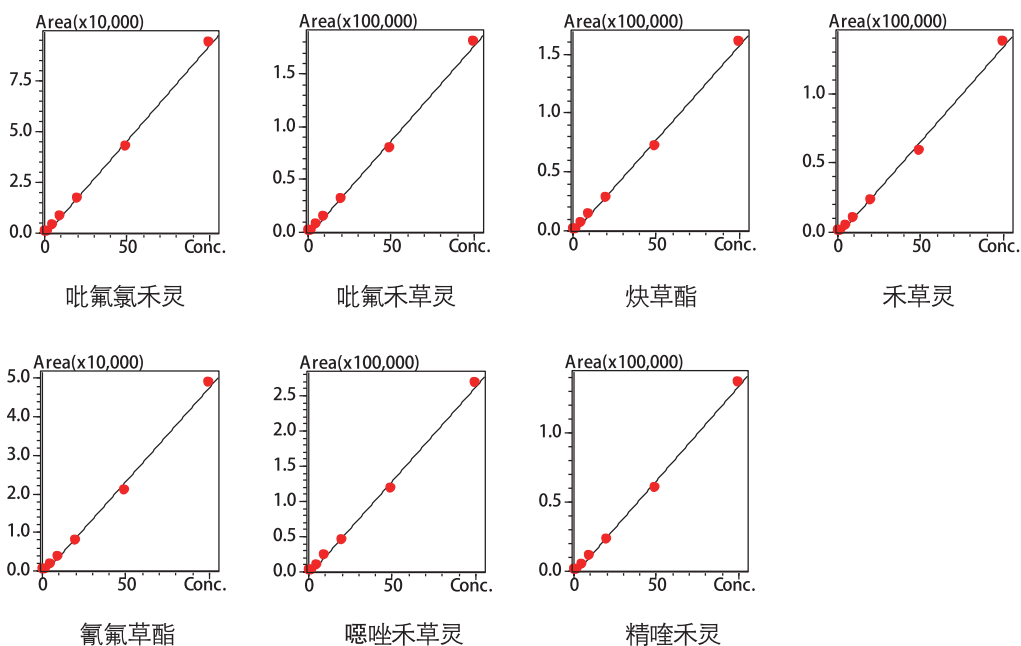 Area(x10,000) Area(x100,000) Area(x100,000) Area(x100,000)
7.5 5.0 2.5 0.0 0 50 Conc.
1.5 1.0 0.5 0.0 0 50 Conc.
1.5 1.0 0.5 0.0 0 50 Conc.
1.0 0.5 0.0 0 50 Conc.
吡氟氯禾灵 吡氟禾草灵 炔草酯 禾草灵
Area(x10,000) Area(x100,000) Area(x100,000)
5.0 4.0 3.0 2.0 1.0 0.0 0 50 Conc.
2.5 2.0 1.5 1.0 0.5 0.0 0 50 Conc.
1.0 0.5 0.0 0 50 Conc.
氰氟草酯 噁唑禾草灵 精喹禾灵